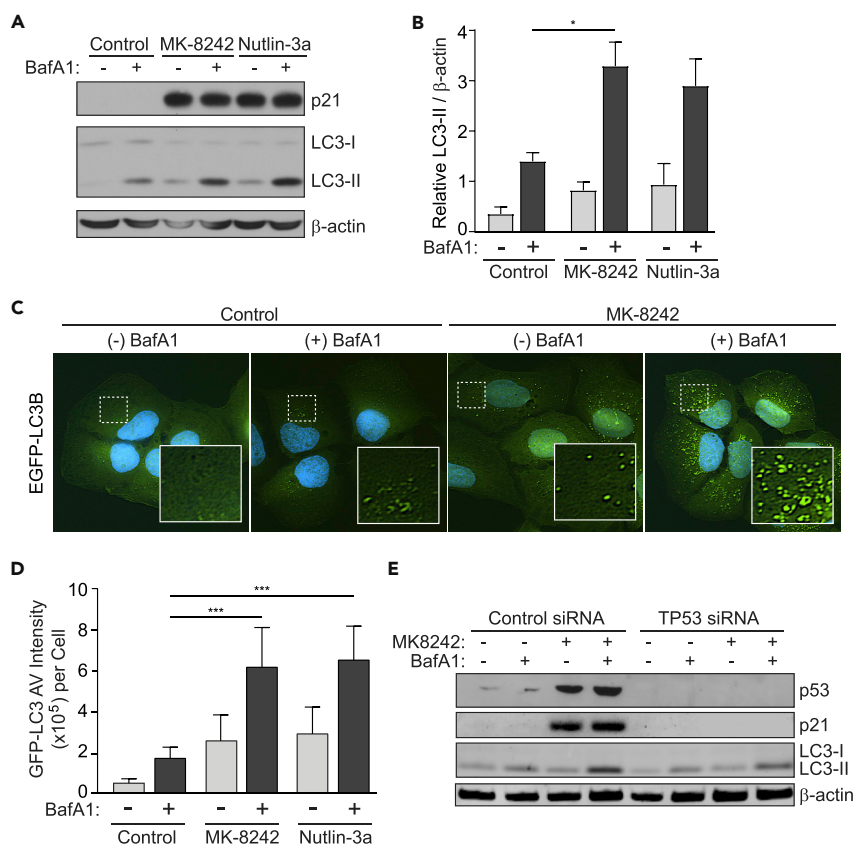 A
Control MK-8242 Nutlin-3a
BafA1: - + - + - +
p21
LC3-I
LC3-II
β-actin
B
*
Relative LC3-II / β-actin
4
3
2
1
0
BafA1: - + - + - +
Control MK-8242 Nutlin-3a
C
Control MK-8242
(-) BafA1 (+) BafA1 (-) BafA1 (+) BafA1
EGFP-LC3B
D
GFP-LC3 AV Intensity
(x10⁵) per Cell
10
8
6
4
2
0
***
***
BafA1: - + - + - +
Control MK-8242 Nutlin-3a
E
Control siRNA TP53 siRNA
MK8242: - - + + - - + +
BafA1: - + - + - + - +
p53
p21
LC3-I
LC3-II
β-actin